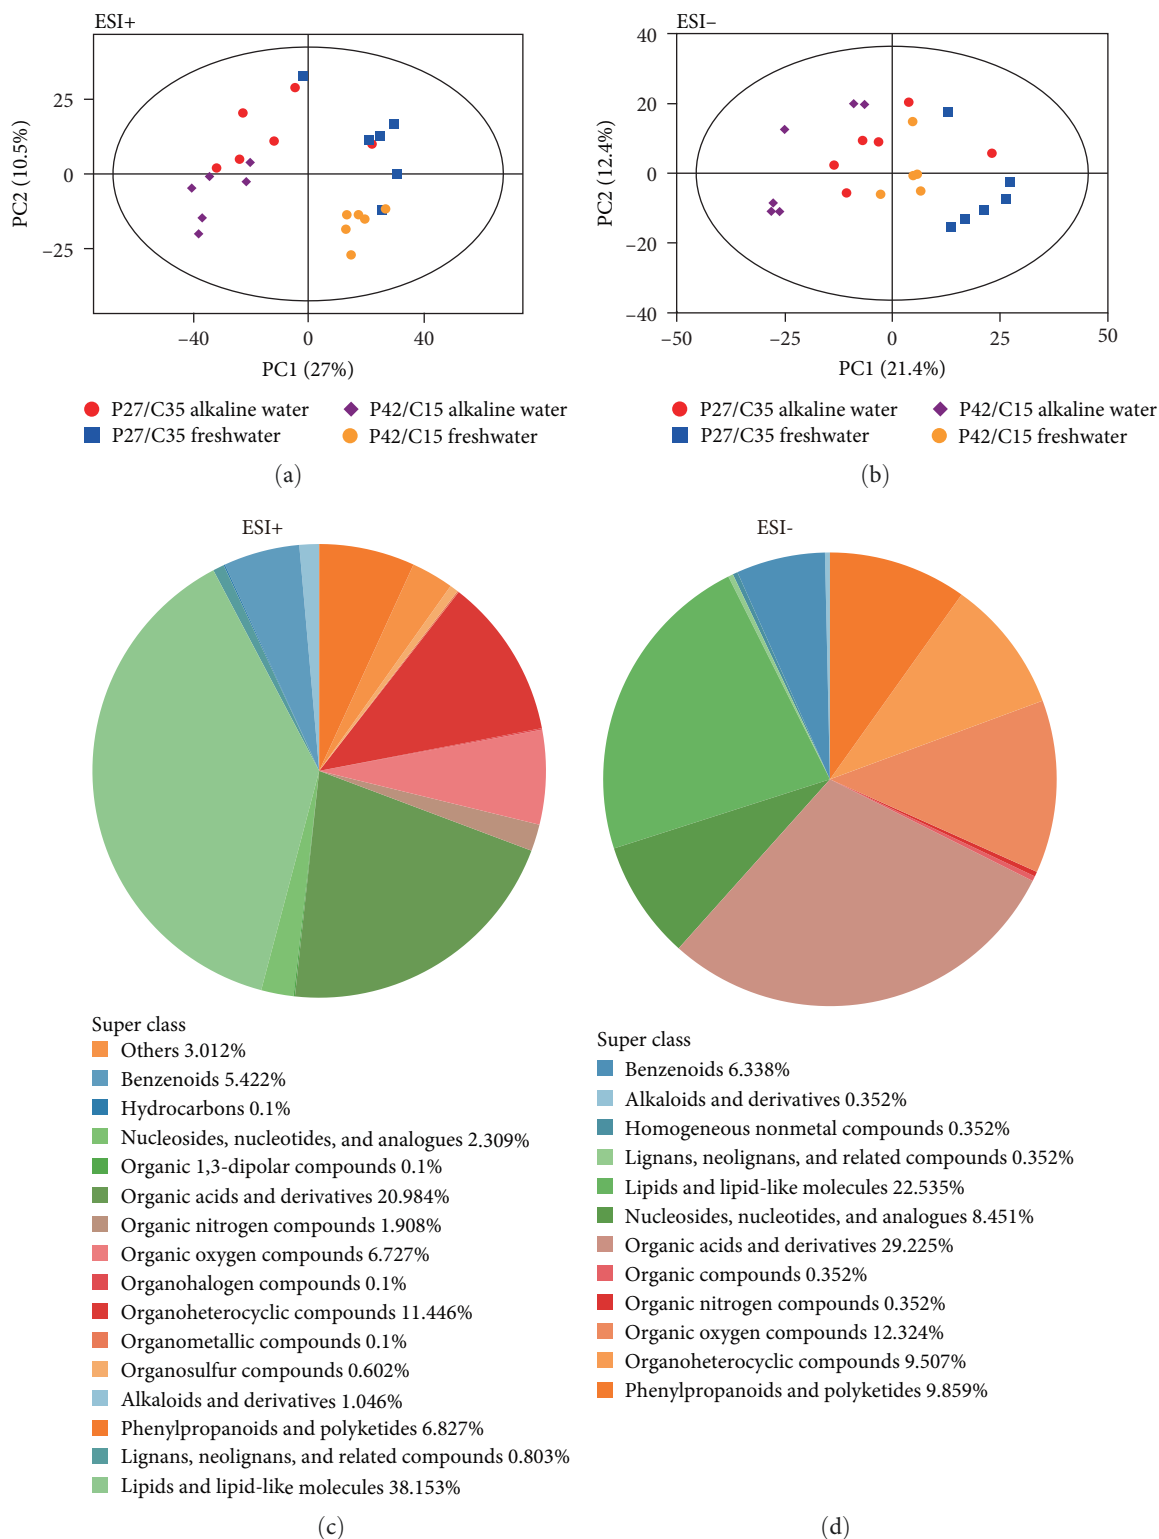 ESI+
PC2 (10.5%)
25
0
−25
−40
0
40
PC1 (27%)
P27/C35 alkaline water
P42/C15 alkaline water
P27/C35 freshwater
P42/C15 freshwater
(a)
ESI–
PC2 (12.4%)
40
20
0
−20
−40
−50
−25
0
25
50
PC1 (21.4%)
P27/C35 alkaline water
P42/C15 alkaline water
P27/C35 freshwater
P42/C15 freshwater
(b)
ESI+
Super class
Others 3.012%
Benzenoids 5.422%
Hydrocarbons 0.1%
Nucleosides, nucleotides, and analogues 2.309%
Organic 1,3-dipolar compounds 0.1%
Organic acids and derivatives 20.984%
Organic nitrogen compounds 1.908%
Organic oxygen compounds 6.727%
Organohalogen compounds 0.1%
Organoheterocyclic compounds 11.446%
Organometallic compounds 0.1%
Organosulfur compounds 0.602%
Alkaloids and derivatives 1.046%
Phenylpropanoids and polyketides 6.827%
Lignans, neolignans, and related compounds 0.803%
Lipids and lipid-like molecules 38.153%
(c)
ESI-
Super class
Benzenoids 6.338%
Alkaloids and derivatives 0.352%
Homogeneous nonmetal compounds 0.352%
Lignans, neolignans, and related compounds 0.352%
Lipids and lipid-like molecules 22.535%
Nucleosides, nucleotides, and analogues 8.451%
Organic acids and derivatives 29.225%
Organic compounds 0.352%
Organic nitrogen compounds 0.352%
Organic oxygen compounds 12.324%
Organoheterocyclic compounds 9.507%
Phenylpropanoids and polyketides 9.859%
(d)